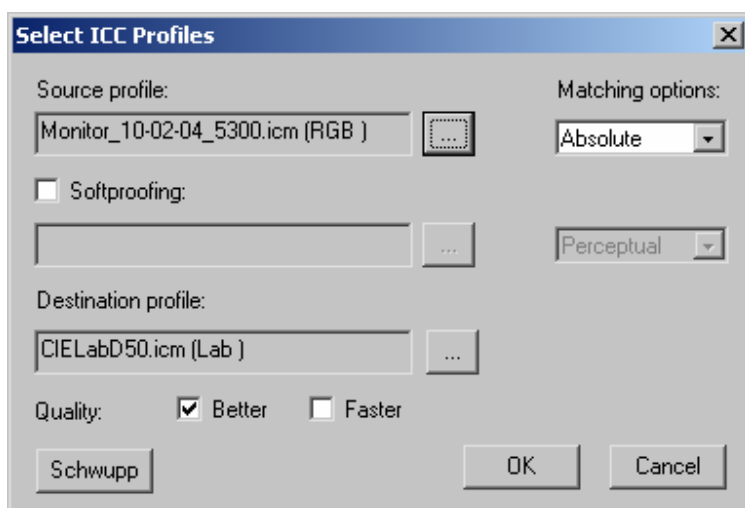 Select ICC Profiles
Source profile:
Matching options:
Monitor_10-02-04_5300.icm (RGB )
...
Absolute
Softproofing:
...
Perceptual
Destination profile:
CIELabD50.icm (Lab )
...
Quality:
Better
Faster
Schwupp
OK
Cancel